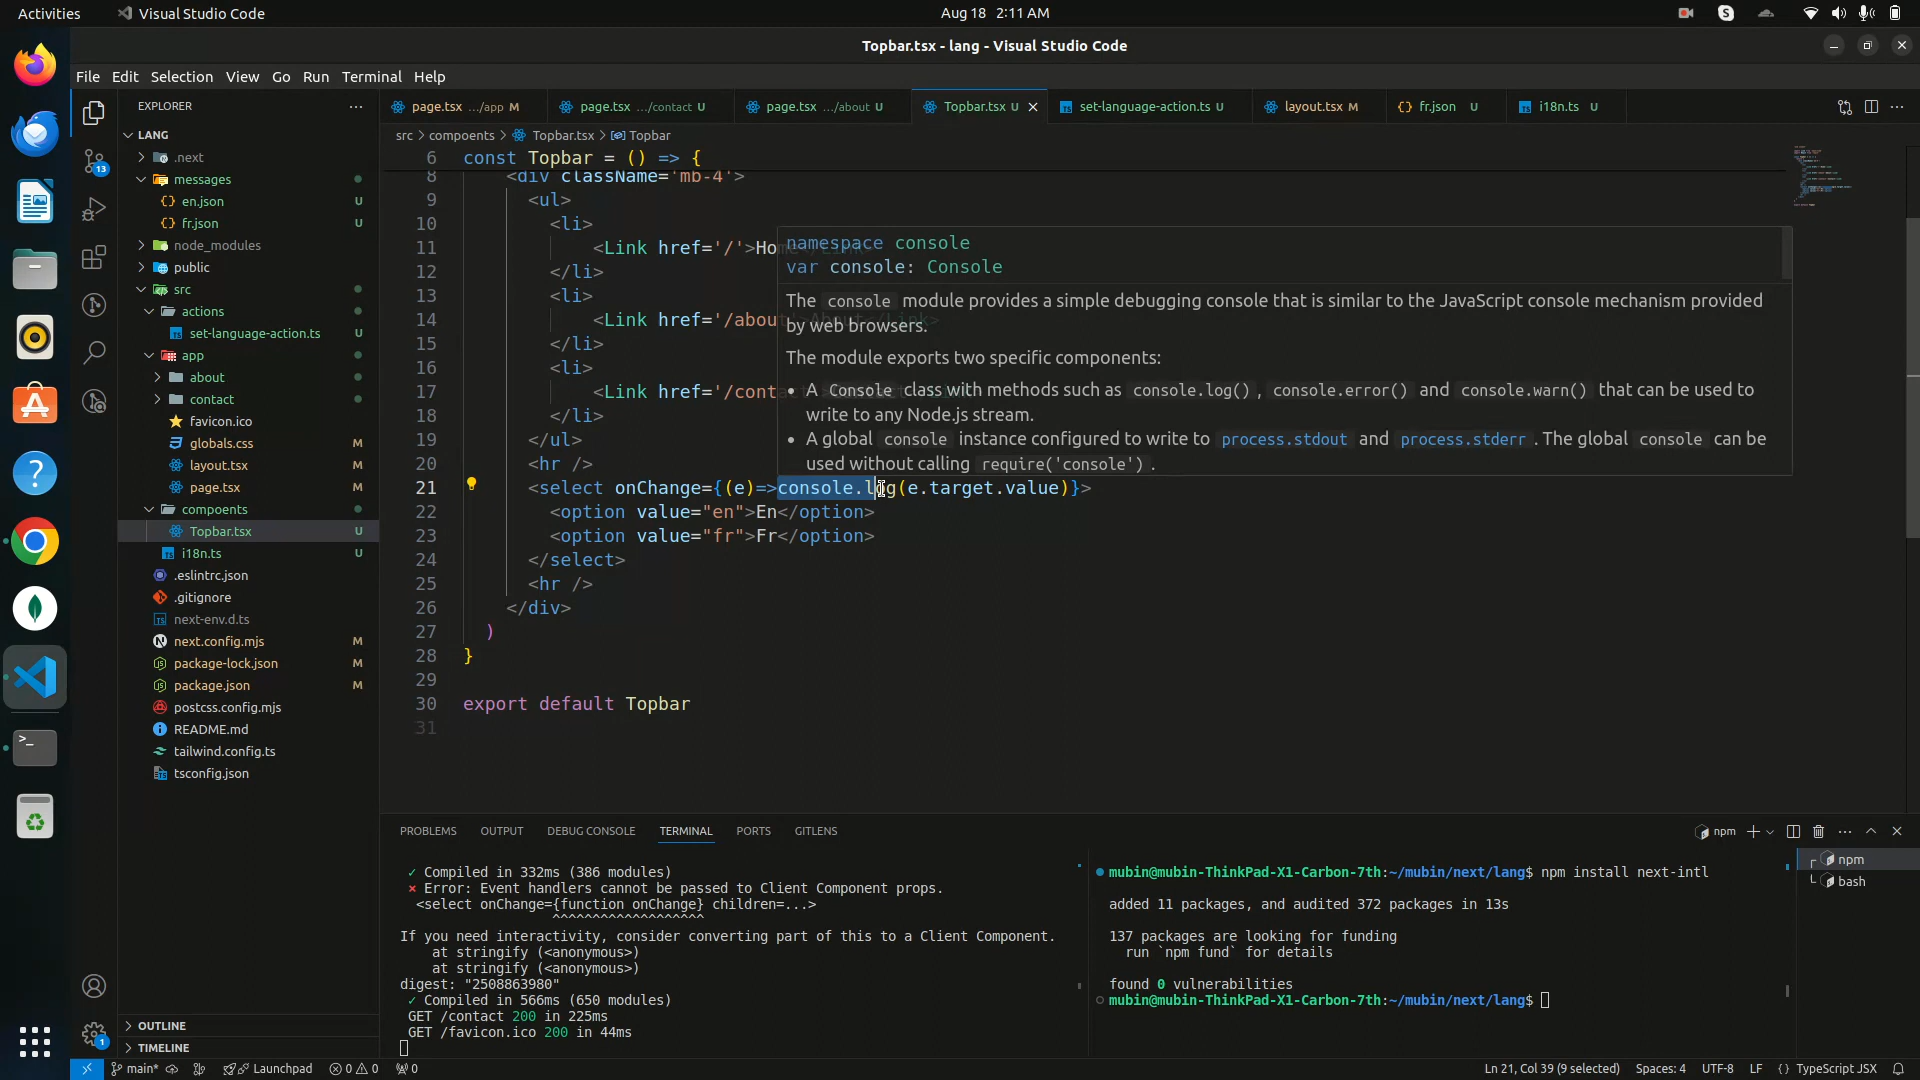 Activities
Visual Studio Code
Aug 18 2:11 AM
Topbar.tsx - lang - Visual Studio Code
File Edit Selection View Go Run Terminal Help
EXPLORER
LANG
.next
messages
en.json U
fr.json U
node_modules
public
src
actions
set-language-action.ts U
app
about
contact
favicon.ico
globals.css M
layout.tsx M
page.tsx M
compoents
Topbar.tsx U
i18n.ts U
.eslintrc.json
.gitignore
next-env.d.ts
next.config.mjs M
package-lock.json M
package.json M
postcss.config.mjs
README.md
tailwind.config.ts
tsconfig.json
OUTLINE
TIMELINE
13
1
page.tsx .../app M
page.tsx .../contact U
page.tsx .../about U
Topbar.tsx U
set-language-action.ts U
layout.tsx M
fr.json U
i18n.ts U
src > compoents > Topbar.tsx > Topbar
6 const Topbar = () => {
8 <div className='mb-4'>
9 <ul>
10 <li>
11 <Link href='/'>Home</Link>
12 </li>
13 <li>
14 <Link href='/about'>About</Link>
15 </li>
16 <li>
17 <Link href='/contact
18 </li>
19 </ul>
20 <hr />
21 <select onChange={(e)=>console.log(e.target.value)}>
22 <option value="en">En</option>
23 <option value="fr">Fr</option>
24 </select>
25 <hr />
26 </div>
27 )
28 }
29
30 export default Topbar
31
namespace console
var console: Console
The console module provides a simple debugging console that is similar to the JavaScript console mechanism provided
by web browsers.
The module exports two specific components:
• A Console class with methods such as console.log() , console.error() and console.warn() that can be used to
write to any Node.js stream.
• A global console instance configured to write to process.stdout and process.stderr . The global console can be
used without calling require('console') .
PROBLEMS OUTPUT DEBUG CONSOLE TERMINAL PORTS GITLENS
npm
✓ Compiled in 332ms (386 modules)
⨯ Error: Event handlers cannot be passed to Client Component props.
<select onChange={function onChange} children=...>
^^^^^^^^^^^^^^^^^^^
If you need interactivity, consider converting part of this to a Client Component.
at stringify (<anonymous>)
at stringify (<anonymous>)
digest: "2508863980"
✓ Compiled in 566ms (650 modules)
GET /contact 200 in 225ms
GET /favicon.ico 200 in 44ms
mubin@mubin-ThinkPad-X1-Carbon-7th:~/mubin/next/lang$ npm install next-intl
added 11 packages, and audited 372 packages in 13s
137 packages are looking for funding
run `npm fund` for details
found 0 vulnerabilities
mubin@mubin-ThinkPad-X1-Carbon-7th:~/mubin/next/lang$
npm
bash
main* Launchpad 0 0 0
Ln 21, Col 39 (9 selected) Spaces: 4 UTF-8 LF {} TypeScript JSX